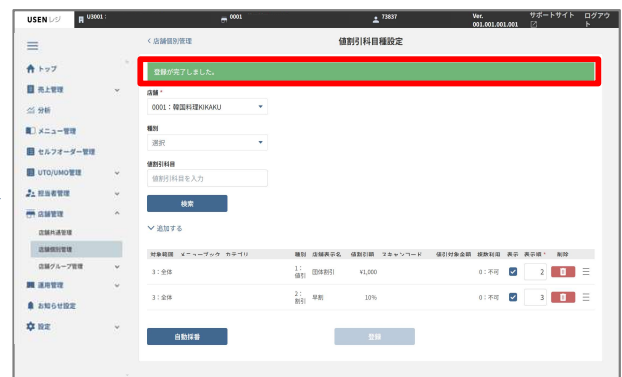 USEN レジ U3001： 0001 73837 Ver. 001.001.001.001 サポートサイト ログアウト
< 店舗個別管理 値割引科目種設定
トップ
登録が完了しました。
売上管理
店舗 *
分析
0001：韓国料理KIKAKU
メニュー管理
種別
セルフオーダー管理
選択
UTO/UMO管理
値割引科目
担当者管理
値割引科目を入力
店舗管理
検索
店舗共通管理
追加する
店舗個別管理
対象範囲 メニューブック カテゴリ 種別 店舗表示名 値割引額 スキャンコード 値引対象金額 複数利用 表示 表示順 * 削除
店舗グループ管理
3：全体 1：値引 団体割引 ¥1,000 0：不可 2
運用管理
3：全体 2：割引 早割 10% 0：不可 3
お知らせ設定
設定
自動採番 登録